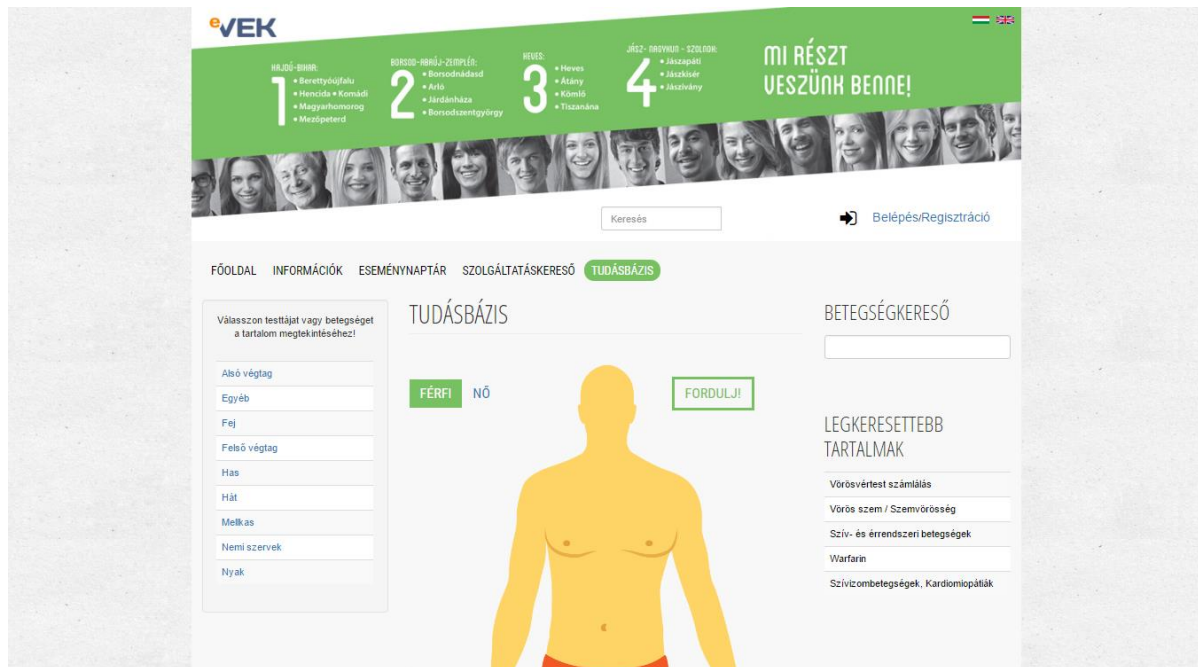 eVEK
HAJDÚ-BIHAR:
1
• Berettyóújfalu
• Hencida • Komádi
• Magyarhomorog
• Mezőpeterd
BORSOD-ABAÚJ-ZEMPLÉN:
2
• Borsodnádasd
• Arló
• Járdánháza
• Borsodszentgyörgy
HEVES:
3
• Heves
• Átány
• Kömlő
• Tiszanána
JÁSZ- NAGYKUN - SZOLNOK:
4
• Jászapáti
• Jászkisér
• Jászivány
MI RÉSZT
VESZÜNK BENNE!
Keresés
Belépés/Regisztráció
FŐOLDAL INFORMÁCIÓK ESEMÉNYNAPTÁR SZOLGÁLTATÁSKERESŐ TUDÁSBÁZIS
Válasszon testtájat vagy betegséget
a tartalom megtekintéséhez!
Alsó végtag
Egyéb
Fej
Felső végtag
Has
Hát
Mellkas
Nemi szervek
Nyak
TUDÁSBÁZIS
FÉRFI NŐ FORDULJ!
BETEGSÉGKERESŐ
LEGKERESETTEBB
TARTALMAK
Vörösvértest számlálás
Vörös szem / Szemvörösség
Szív- és érrendszeri betegségek
Warfarin
Szívizombetegségek, Kardiomiopátiák